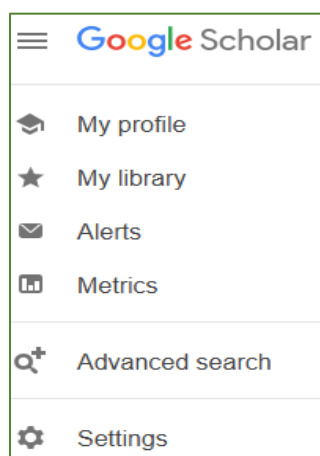 Google Scholar
My profile
My library
Alerts
Metrics
Advanced search
Settings